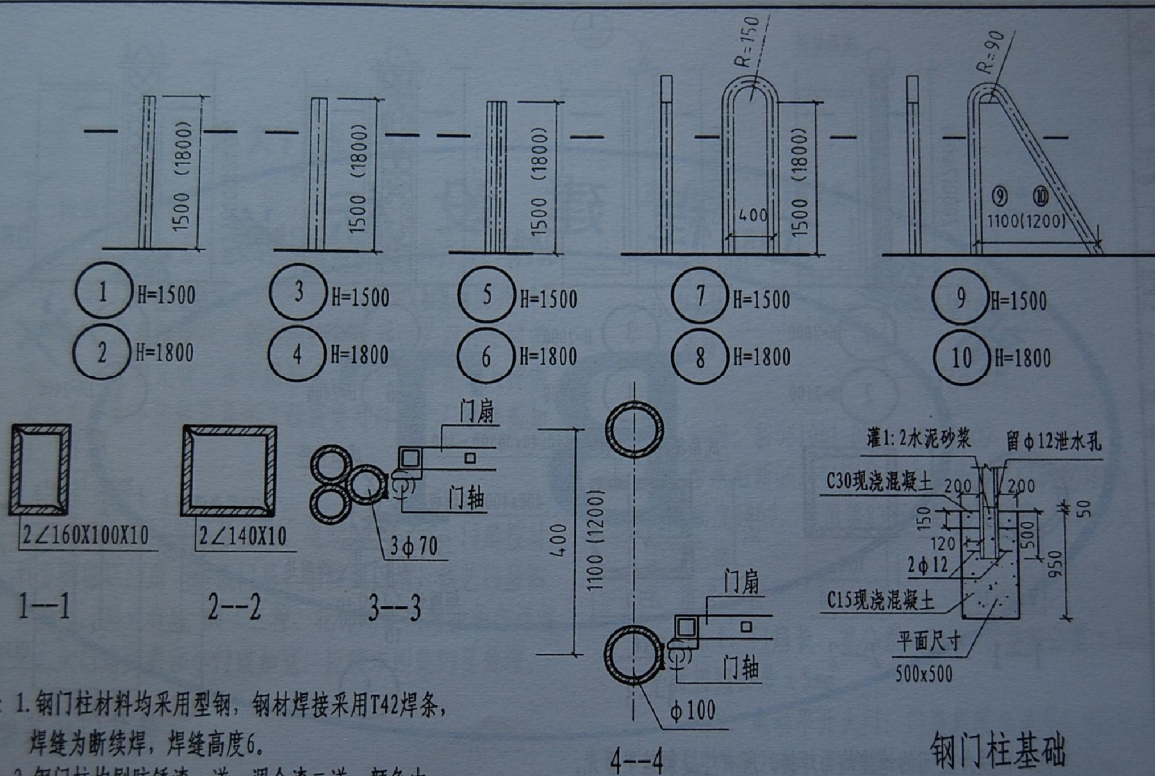 R=150
R=90
1500 (1800)
1500 (1800)
1500 (1800)
400
1500 (1800)
⑨ ⑩
1100(1200)
1 H=1500
3 H=1500
5 H=1500
7 H=1500
9 H=1500
2 H=1800
4 H=1800
6 H=1800
8 H=1800
10 H=1800
2∠160X100X10
1--1
2∠140X10
2--2
门扇
门轴
3φ70
3--3
400
1100 (1200)
门扇
门轴
φ100
4--4
灌1:2水泥砂浆
留φ12泄水孔
C30现浇混凝土
200
200
150
50
120
500
2φ12
950
C15现浇混凝土
平面尺寸
500x500
钢门柱基础
1.钢门柱材料均采用型钢，钢材焊接采用T42焊条，
焊缝为断续焊，焊缝高度6。